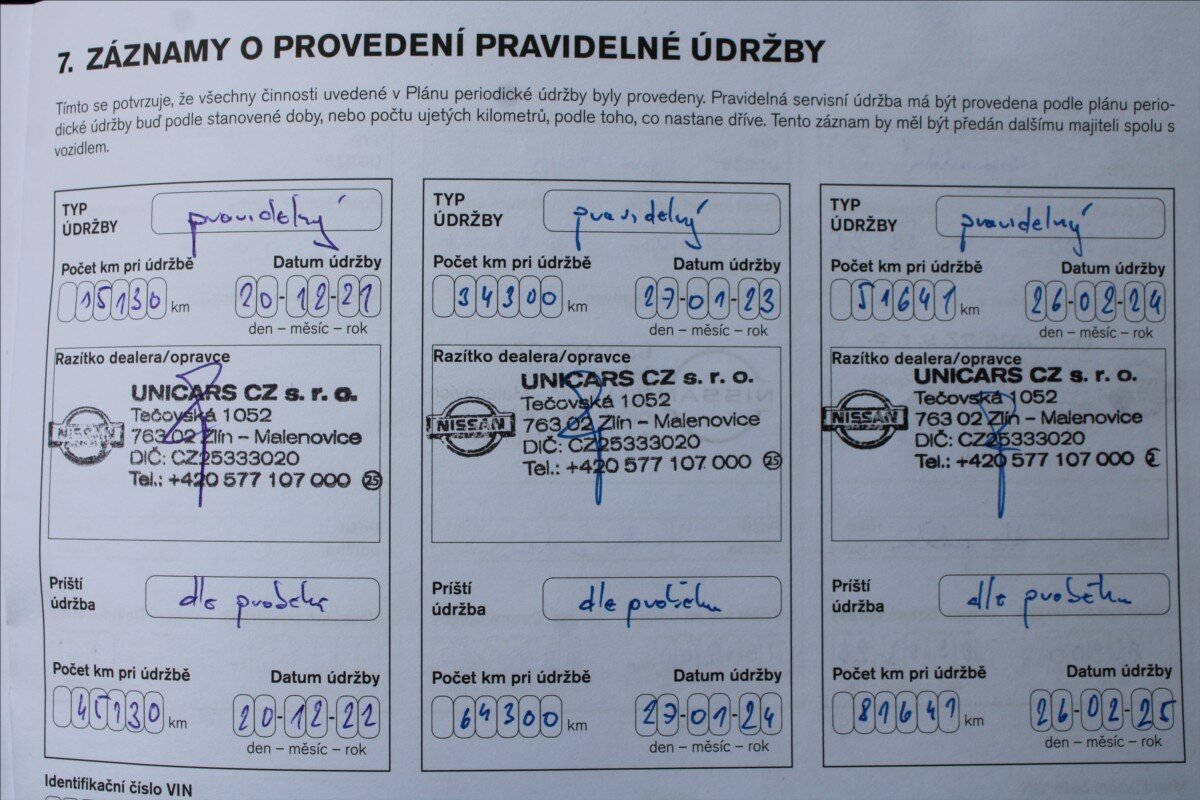 7. ZÁZNAMY O PROVEDENÍ PRAVIDELNÉ ÚDRŽBY
Tímto se potvrzuje, že všechny činnosti uvedené v Plánu periodické údržby byly provedeny. Pravidelná servisní údržba má být provedena podle plánu perio-
dické údržby buď podle stanovené doby, nebo počtu ujetých kilometrů, podle toho, co nastane dříve. Tento záznam by měl být předán dalšímu majiteli spolu s
vozidlem.
TYP
ÚDRŽBY
pravidelný
Počet km pri údržbě
Datum údržby
15130 km
20-12-21
den – měsíc – rok
Razítko dealera/opravce
UNICARS CZ s. r. o.
Tečovská 1052
NISSAN
763 02 Zlín – Malenovice
DIČ: CZ25333020
Tel.: +420 577 107 000 25
Príští
údržba
dle proběhu
Počet km pri údržbě
Datum údržby
45130 km
20-12-22
den – měsíc – rok
TYP
ÚDRŽBY
pravidelný
Počet km pri údržbě
Datum údržby
34300 km
27-01-23
den – měsíc – rok
Razítko dealera/opravce
UNICARS CZ s. r. o.
Tečovská 1052
NISSAN
763 02 Zlín – Malenovice
DIČ: CZ25333020
Tel.: +420 577 107 000 25
Príští
údržba
dle proběhu
Počet km pri údržbě
Datum údržby
64300 km
27-01-24
den – měsíc – rok
TYP
ÚDRŽBY
pravidelný
Počet km pri údržbě
Datum údržby
51641 km
26-02-24
den – měsíc – rok
Razítko dealera/opravce
UNICARS CZ s. r. o.
Tečovská 1052
NISSAN
763 02 Zlín – Malenovice
DIČ: CZ25333020
Tel.: +420 577 107 000
Príští
údržba
dle proběhu
Počet km pri údržbě
Datum údržby
81641 km
26-02-25
den – měsíc – rok
Identifikační číslo VIN